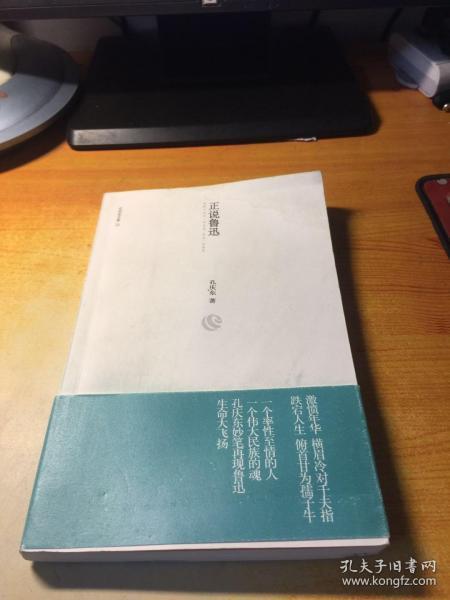 正说鲁迅
孔庆东 著
激愤年华 横眉冷对千夫指
跌宕人生 俯首甘为孺子牛
一个率性至情的人
一个伟大民族的魂
孔庆东妙笔再现鲁迅
生命大飞扬
孔夫子旧书网
www.kongfz.com